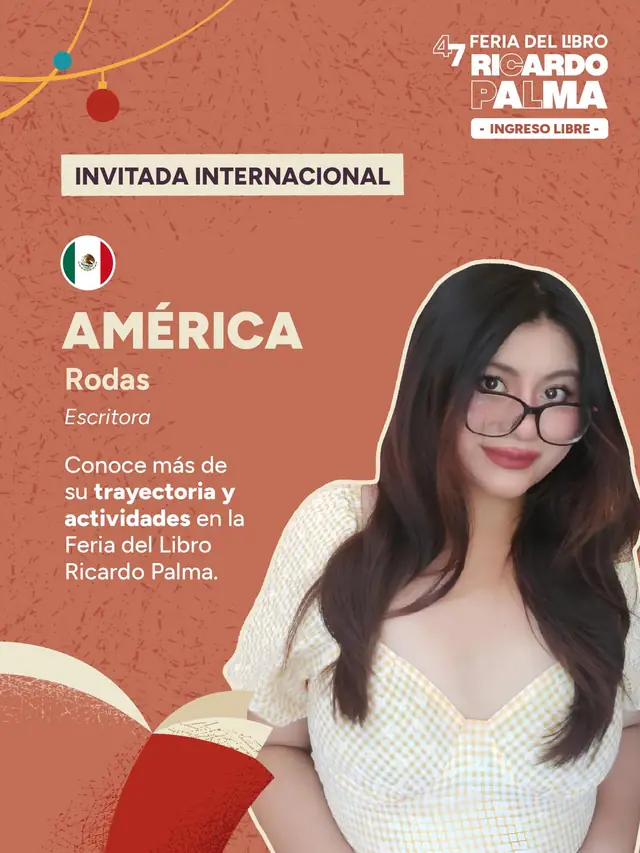 47 FERIA DEL LIBRO
RICARDO
PALMA
- INGRESO LIBRE -
INVITADA INTERNACIONAL
AMÉRICA
Rodas
Escritora
Conoce más de
su trayectoria y
actividades en la
Feria del Libro
Ricardo Palma.